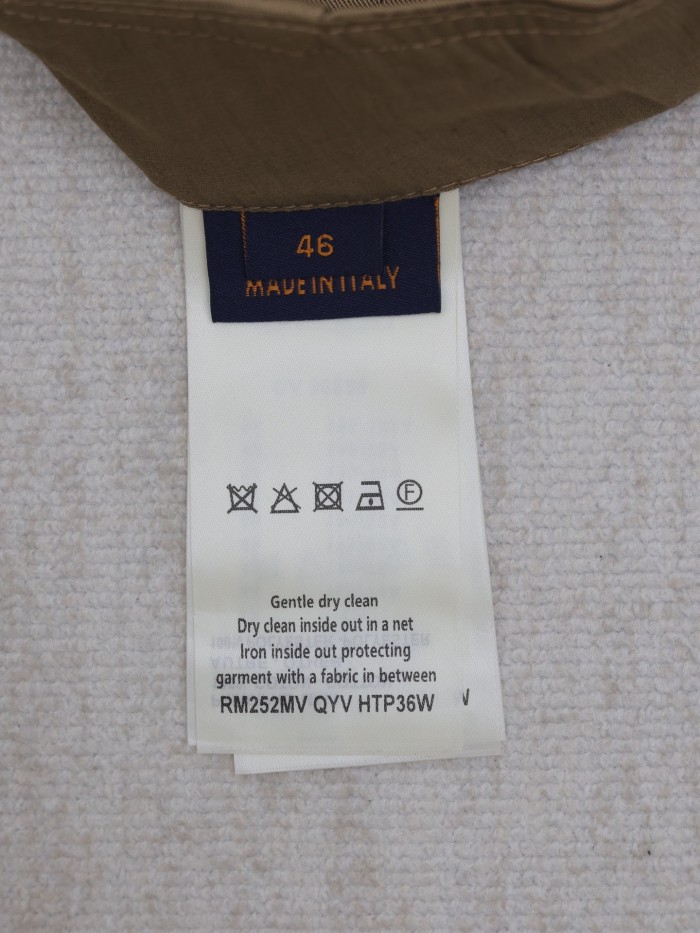 46
MADE IN ITALY
F
Gentle dry clean
Dry clean inside out in a net
Iron inside out protecting
garment with a fabric in between
RM252MV QYV HTP36W